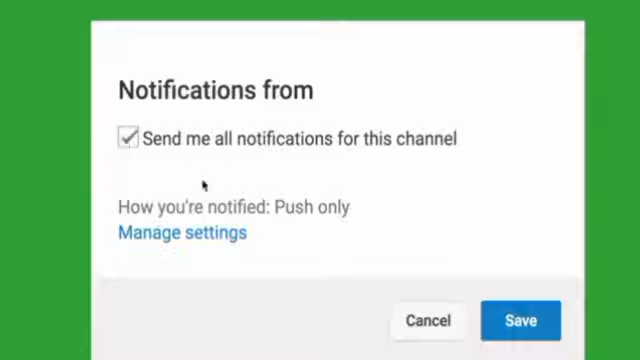 Notifications from
Send me all notifications for this channel
How you're notified: Push only
Manage settings
Cancel
Save